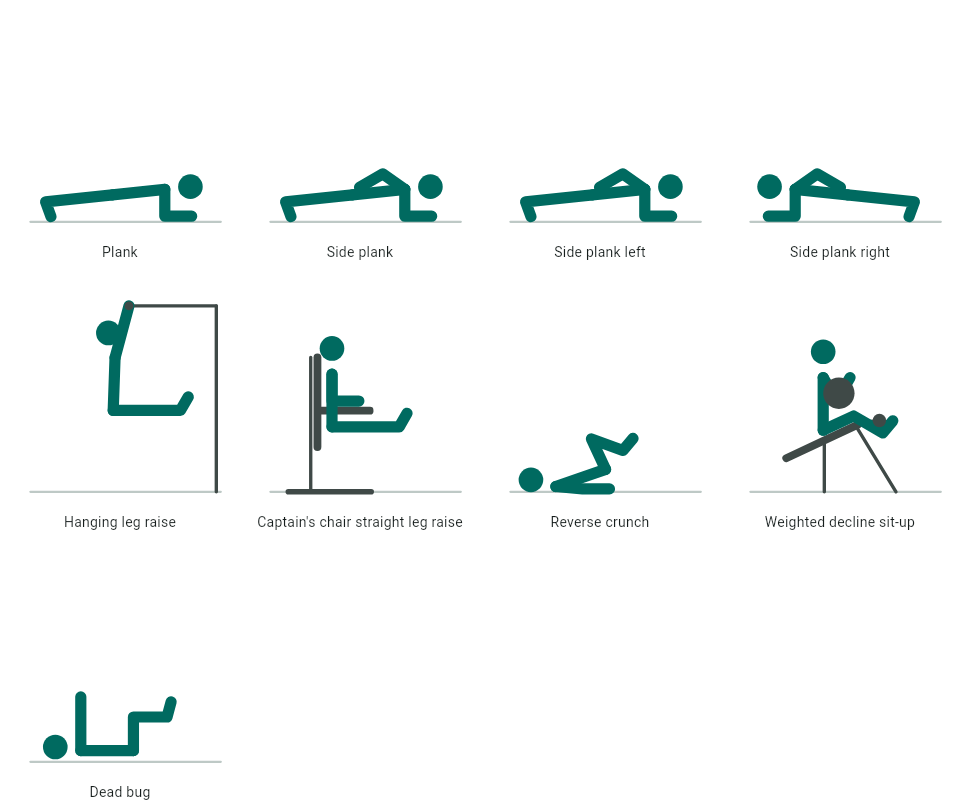 Plank
Side plank
Side plank left
Side plank right
Hanging leg raise
Captain's chair straight leg raise
Reverse crunch
Weighted decline sit-up
Dead bug